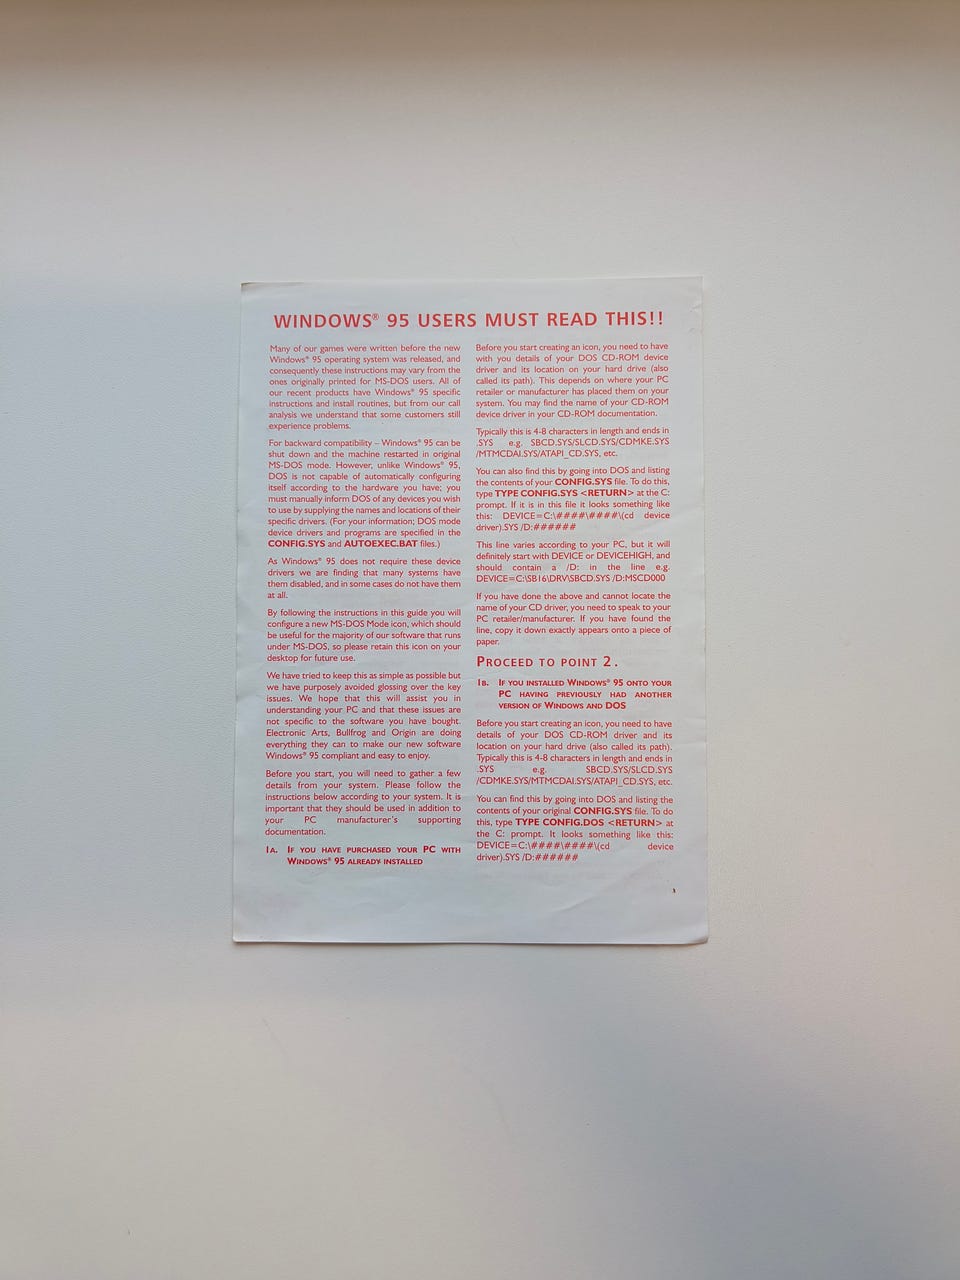 WINDOWS® 95 USERS MUST READ THIS!!
Many of our games were written before the new
Windows® 95 operating system was released, and
consequently these instructions may vary from the
ones originally printed for MS-DOS users. All of
our recent products have Windows® 95 specific
instructions and install routines, but from our call
analysis we understand that some customers still
experience problems.
For backward compatibility – Windows® 95 can be
shut down and the machine restarted in original
MS-DOS mode. However, unlike Windows® 95,
DOS is not capable of automatically configuring
itself according to the hardware you have; you
must manually inform DOS of any devices you wish
to use by supplying the names and locations of their
specific drivers. (For your information; DOS mode
device drivers and programs are specified in the
CONFIG.SYS and AUTOEXEC.BAT files.)
As Windows® 95 does not require these device
drivers we are finding that many systems have
them disabled, and in some cases do not have them
at all.
By following the instructions in this guide you will
configure a new MS-DOS Mode icon, which should
be useful for the majority of our software that runs
under MS-DOS, so please retain this icon on your
desktop for future use.
We have tried to keep this as simple as possible but
we have purposely avoided glossing over the key
issues. We hope that this will assist you in
understanding your PC and that these issues are
not specific to the software you have bought.
Electronic Arts, Bullfrog and Origin are doing
everything they can to make our new software
Windows® 95 compliant and easy to enjoy.
Before you start, you will need to gather a few
details from your system. Please follow the
instructions below according to your system. It is
important that they should be used in addition to
your PC manufacturer's supporting
documentation.
1A. IF YOU HAVE PURCHASED YOUR PC WITH
WINDOWS® 95 ALREADY INSTALLED
Before you start creating an icon, you need to have
with you details of your DOS CD-ROM device
driver and its location on your hard drive (also
called its path). This depends on where your PC
retailer or manufacturer has placed them on your
system. You may find the name of your CD-ROM
device driver in your CD-ROM documentation.
Typically this is 4-8 characters in length and ends in
.SYS e.g. SBCD.SYS/SLCD.SYS/CDMKE.SYS
/MTMCDAI.SYS/ATAPI_CD.SYS, etc.
You can also find this by going into DOS and listing
the contents of your CONFIG.SYS file. To do this,
type TYPE CONFIG.SYS <RETURN> at the C:
prompt. If it is in this file it looks something like
this: DEVICE=C:\####\####\(cd device
driver).SYS /D:######
This line varies according to your PC, but it will
definitely start with DEVICE or DEVICEHIGH, and
should contain a /D: in the line e.g.
DEVICE=C:\SB16\DRV\SBCD.SYS /D:MSCD000
If you have done the above and cannot locate the
name of your CD driver, you need to speak to your
PC retailer/manufacturer. If you have found the
line, copy it down exactly appears onto a piece of
paper.
PROCEED TO POINT 2.
1B. IF YOU INSTALLED WINDOWS® 95 ONTO YOUR
PC HAVING PREVIOUSLY HAD ANOTHER
VERSION OF WINDOWS AND DOS
Before you start creating an icon, you need to have
details of your DOS CD-ROM driver and its
location on your hard drive (also called its path).
Typically this is 4-8 characters in length and ends in
.SYS e.g. SBCD.SYS/SLCD.SYS
/CDMKE.SYS/MTMCDAI.SYS/ATAPI_CD.SYS, etc.
You can find this by going into DOS and listing the
contents of your original CONFIG.SYS file. To do
this, type TYPE CONFIG.DOS <RETURN> at
the C: prompt. It looks something like this:
DEVICE=C:\####\####\(cd device
driver).SYS /D:######